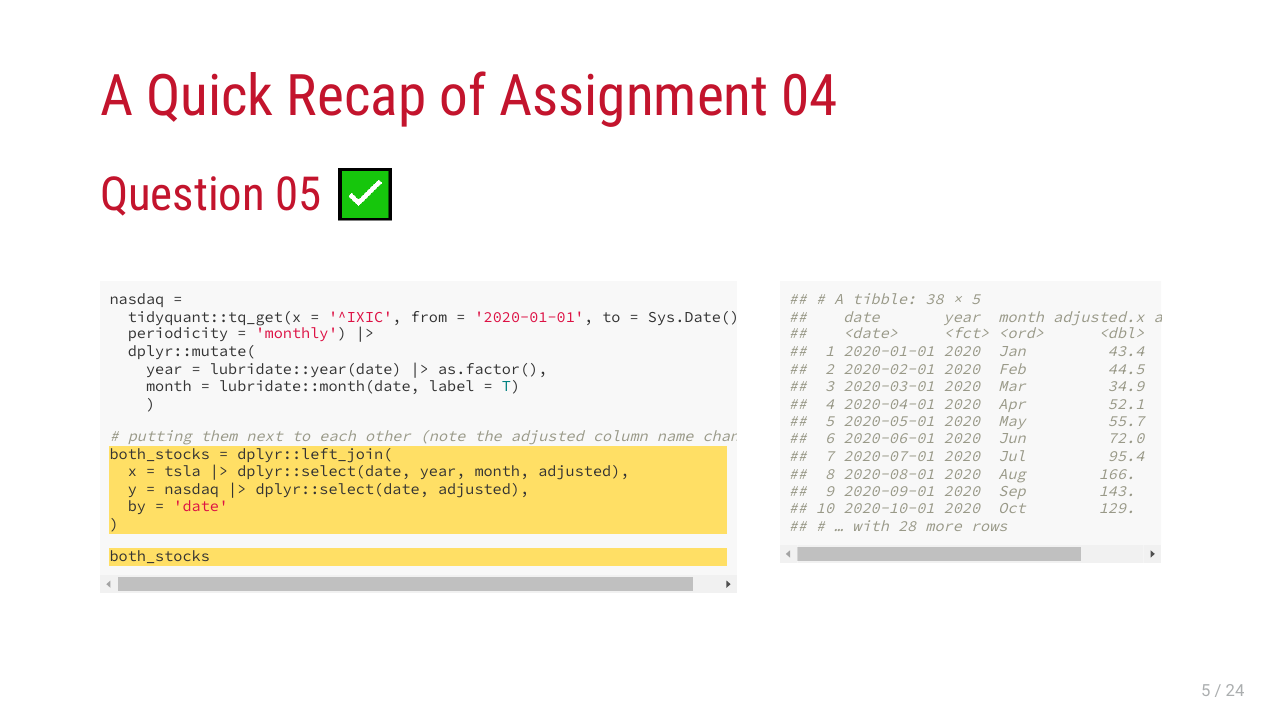 A Quick Recap of Assignment 04
Question 05 ✅
nasdaq =
  tidyquant::tq_get(x = '^IXIC', from = '2020-01-01', to = Sys.Date()
  periodicity = 'monthly') |>
  dplyr::mutate(
    year = lubridate::year(date) |> as.factor(),
    month = lubridate::month(date, label = T)
    )
# putting them next to each other (note the adjusted column name chan
both_stocks = dplyr::left_join(
  x = tsla |> dplyr::select(date, year, month, adjusted),
  y = nasdaq |> dplyr::select(date, adjusted),
  by = 'date'
)
both_stocks
## # A tibble: 38 × 5
##    date       year  month adjusted.x a
##    <date>     <fct> <ord>      <dbl>
##  1 2020-01-01 2020  Jan         43.4
##  2 2020-02-01 2020  Feb         44.5
##  3 2020-03-01 2020  Mar         34.9
##  4 2020-04-01 2020  Apr         52.1
##  5 2020-05-01 2020  May         55.7
##  6 2020-06-01 2020  Jun         72.0
##  7 2020-07-01 2020  Jul         95.4
##  8 2020-08-01 2020  Aug        166.
##  9 2020-09-01 2020  Sep        143.
## 10 2020-10-01 2020  Oct        129.
## # … with 28 more rows
5 / 24